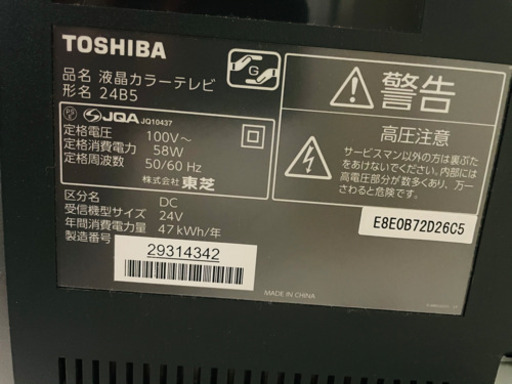 TOSHIBA
品名 液晶カラーテレビ
形名 24B5
G
JQA JQ10437
定格電圧 100V～
定格消費電力 58W
定格周波数 50/60 Hz
株式会社 東芝
区分名 DC
受信機型サイズ 24V
年間消費電力量 47 kWh/年
製造番号
29314342
MADE IN CHINA
警告
高圧注意
サービスマン以外の方は裏ぶた
をあけないでください。内部には
高電圧部分が数多くあり、万一
さわると危険です。
E8E0B72D26C5